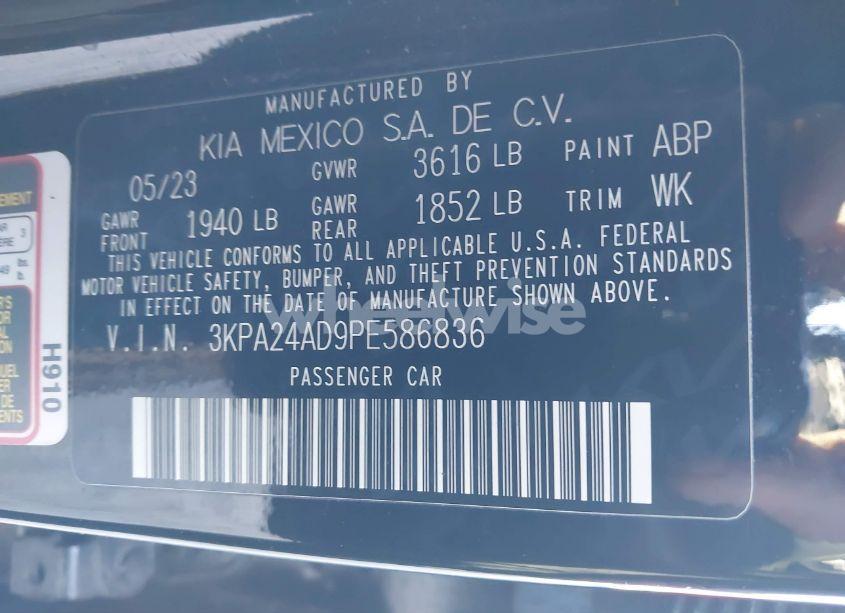 MANUFACTURED BY
KIA MEXICO S.A. DE C.V.
05/23 GVWR 3616 LB PAINT ABP
GAWR FRONT 1940 LB GAWR REAR 1852 LB TRIM WK
THIS VEHICLE CONFORMS TO ALL APPLICABLE U.S.A. FEDERAL
MOTOR VEHICLE SAFETY, BUMPER, AND THEFT PREVENTION STANDARDS
IN EFFECT ON THE DATE OF MANUFACTURE SHOWN ABOVE.
wheelwise
V.I.N. 3KPA24AD9PE586836
PASSENGER CAR
H910